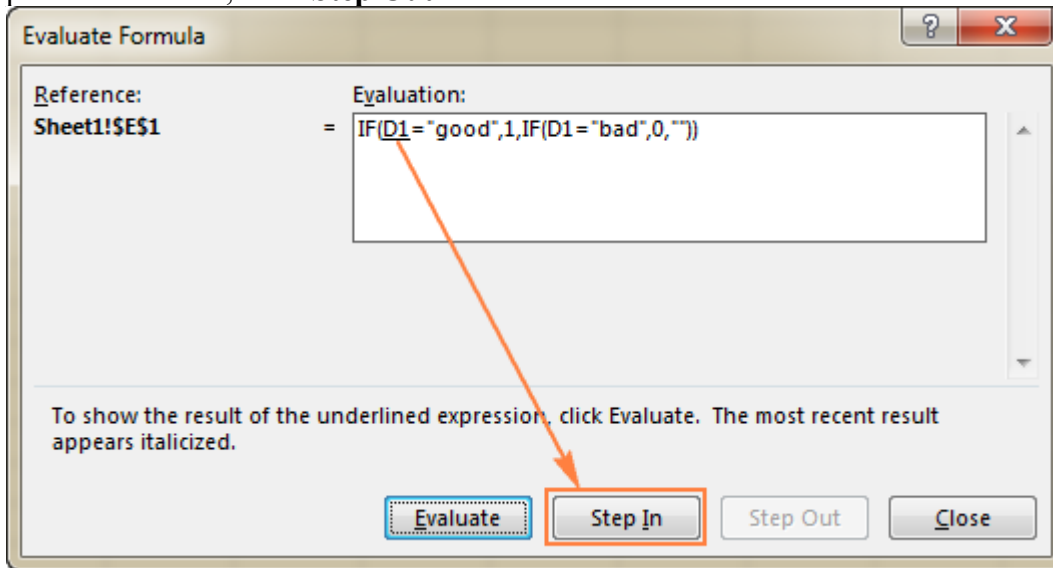 Evaluate Formula
?
Reference:
Evaluation:
Sheet1!$E$1 = IF(D1="good",1,IF(D1="bad",0,""))
To show the result of the underlined expression, click Evaluate. The most recent result
appears italicized.
Evaluate Step In Step Out Close